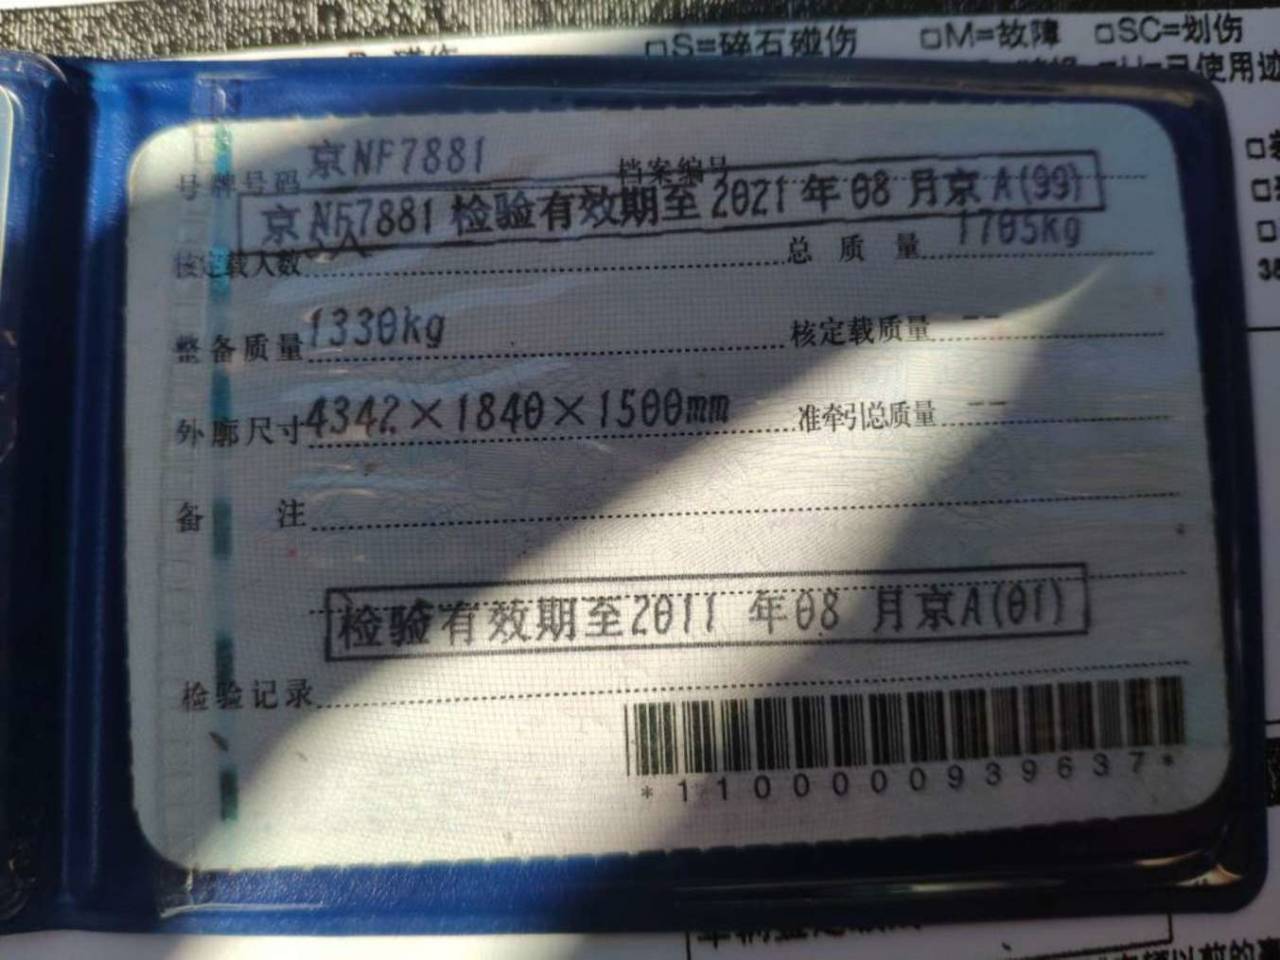 □S=碎石碰伤 □M=故障 □SC=划伤
号牌号码 京NF7881 档案编号
京NF7881 检验有效期至2021年08月京A(99)
核定载人数 总质量 1705kg
整备质量 1330kg 核定载质量 --
外廓尺寸 4342×1840×1500mm 准牵引总质量 --
备注
检验有效期至2011年08月京A(01)
检验记录
*1100000939637*